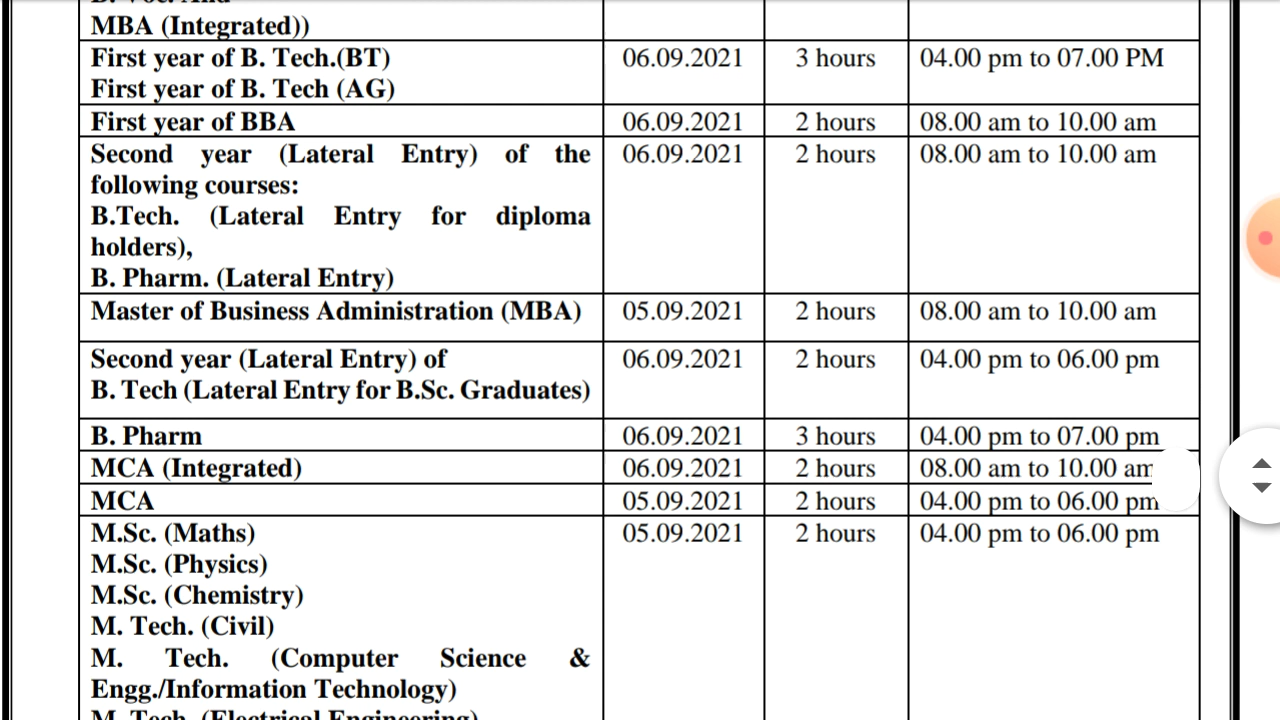 B. Voc. And
MBA (Integrated))
First year of B. Tech.(BT) 06.09.2021 3 hours 04.00 pm to 07.00 PM
First year of B. Tech (AG)
First year of BBA 06.09.2021 2 hours 08.00 am to 10.00 am
Second year (Lateral Entry) of the 06.09.2021 2 hours 08.00 am to 10.00 am
following courses:
B.Tech. (Lateral Entry for diploma
holders),
B. Pharm. (Lateral Entry)
Master of Business Administration (MBA) 05.09.2021 2 hours 08.00 am to 10.00 am
Second year (Lateral Entry) of 06.09.2021 2 hours 04.00 pm to 06.00 pm
B. Tech (Lateral Entry for B.Sc. Graduates)
B. Pharm 06.09.2021 3 hours 04.00 pm to 07.00 pm
MCA (Integrated) 06.09.2021 2 hours 08.00 am to 10.00 am
MCA 05.09.2021 2 hours 04.00 pm to 06.00 pm
M.Sc. (Maths) 05.09.2021 2 hours 04.00 pm to 06.00 pm
M.Sc. (Physics)
M.Sc. (Chemistry)
M. Tech. (Civil)
M. Tech. (Computer Science &
Engg./Information Technology)
M. Tech. (Electrical Engineering)